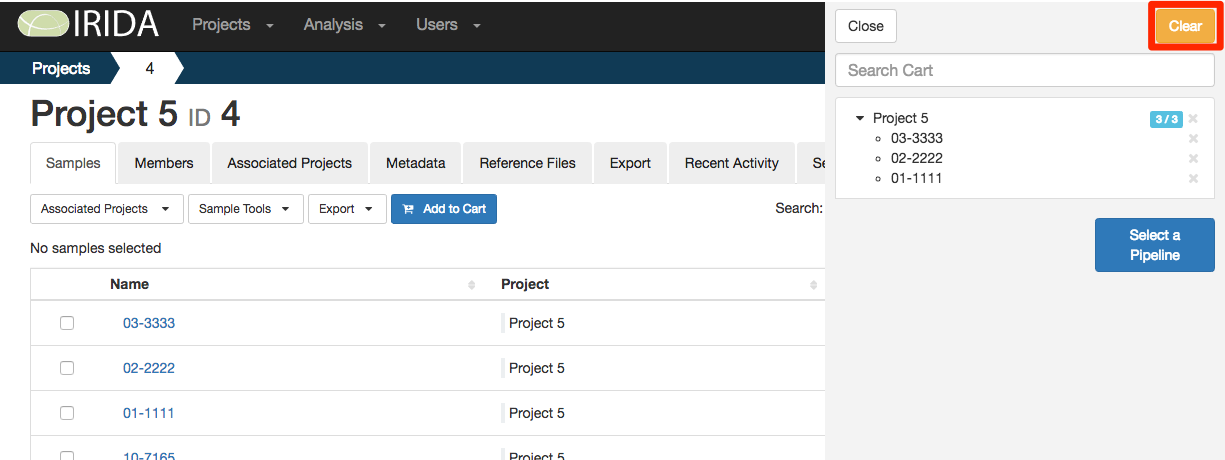 IRIDA Projects Analysis Users
Projects 4
Project 5 ID 4
Samples Members Associated Projects Metadata Reference Files Export Recent Activity Se
Associated Projects Sample Tools Export Add to Cart Search:
No samples selected
Name Project
03-3333 Project 5
02-2222 Project 5
01-1111 Project 5
10-7165 Project 5
Close Clear
Search Cart
Project 5 3 / 3
03-3333
02-2222
01-1111
Select a
Pipeline